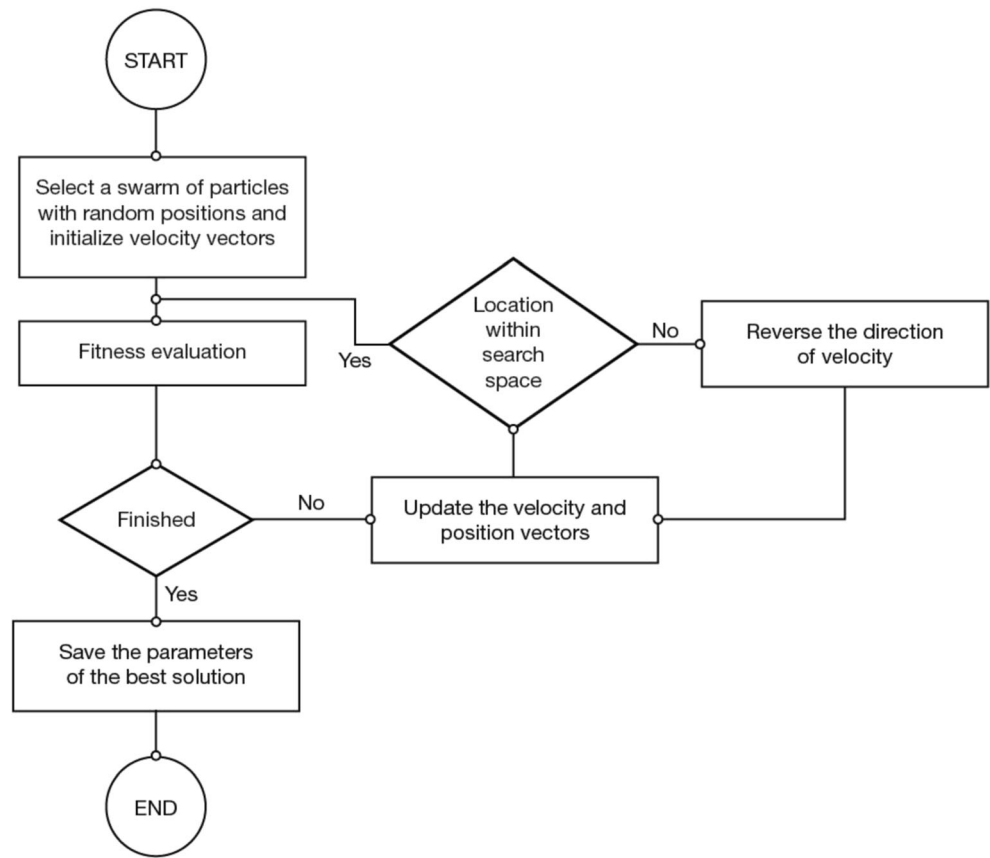 START
Select a swarm of particles
with random positions and
initialize velocity vectors
Fitness evaluation
Yes
Location
within
search
space
No
Reverse the direction
of velocity
Finished
No
Update the velocity and
position vectors
Yes
Save the parameters
of the best solution
END